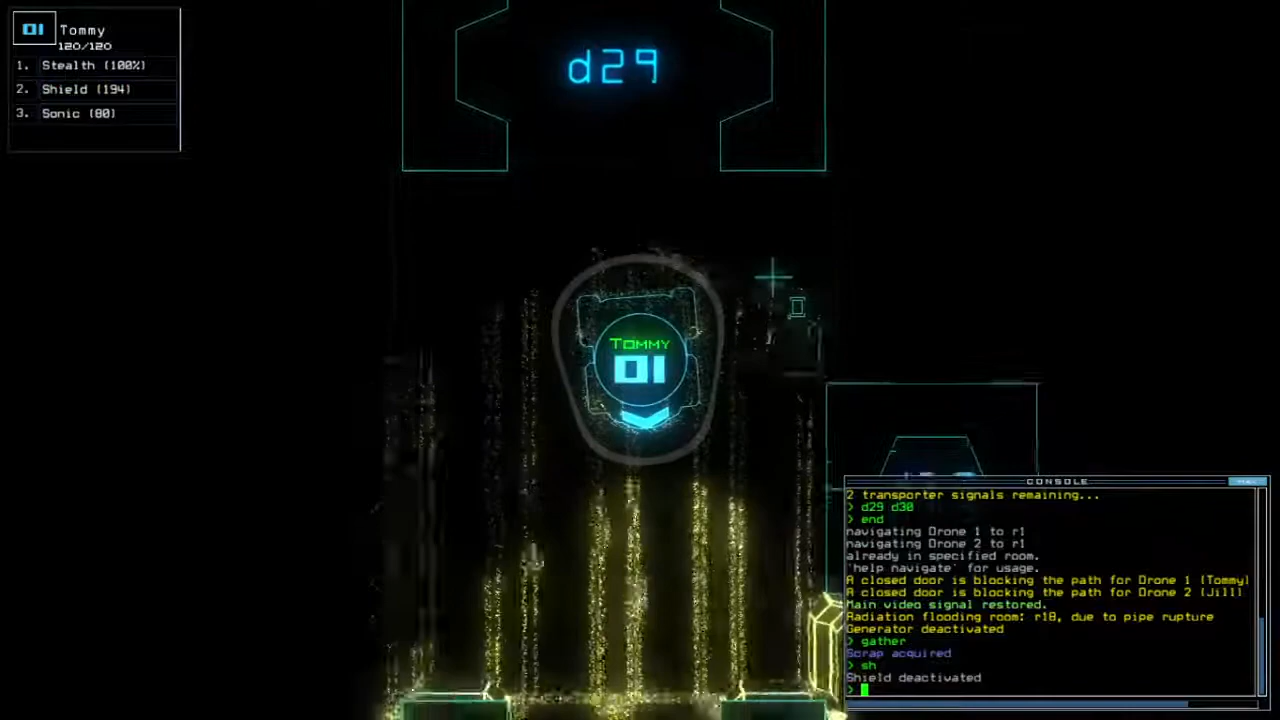 01 Tommy
120/120
1. Stealth (100%)
2. Shield (194)
3. Sonic (80)
d29
Tommy
01
CONSOLE
2 transporter signals remaining...
> d29 d30
> end
navigating Drone 1 to r1
navigating Drone 2 to r1
already in specified room.
'help navigate' for usage.
A closed door is blocking the path for Drone 1 (Tommy)
A closed door is blocking the path for Drone 2 (Jill)
Main video signal restored.
Radiation flooding room: r18, due to pipe rupture
Generator deactivated
> gather
Scrap acquired
> sh
Shield deactivated
>